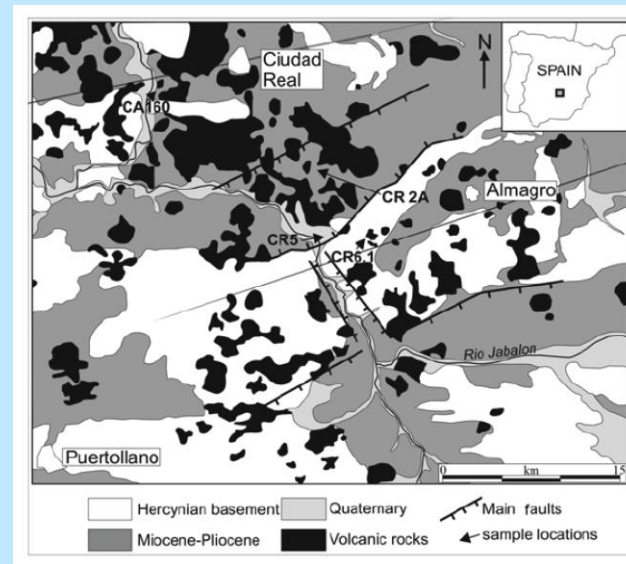 Ciudad
Real
N
SPAIN
CA160
CR 2A
Almagro
CR5
CR6.1
Rio Jabalon
Puertollano
0 km 15
Hercynian basement Quaternary Main faults
Miocene-Pliocene Volcanic rocks sample locations